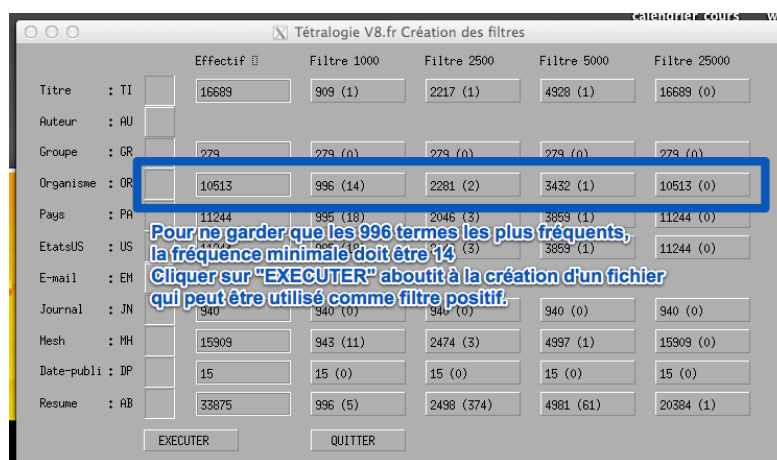 calendrier cours
Tétralogie V8.fr Création des filtres
Effectif Filtre 1000 Filtre 2500 Filtre 5000 Filtre 25000
Titre : TI 16689 909 (1) 2217 (1) 4928 (1) 16689 (0)
Auteur : AU
Groupe : GR 279 279 (0) 279 (0) 279 (0) 279 (0)
Organisme : OR 10513 996 (14) 2281 (2) 3432 (1) 10513 (0)
Pays : PA 11244 995 (18) 2046 (3) 3859 (1) 11244 (0)
Pour ne garder que les 996 termes les plus fréquents,
EtatsUS : US 11244 995 (18) (3) 3859 (1) 11244 (0)
la fréquence minimale doit être 14
E-mail : EM
Cliquer sur "EXECUTER" aboutit à la création d'un fichier
qui peut être utilisé comme filtre positif.
Journal : JN 940 940 (0) 940 (0) 940 (0) 940 (0)
Mesh : MH 15909 943 (11) 2474 (3) 4997 (1) 15909 (0)
Date-publi : DP 15 15 (0) 15 (0) 15 (0) 15 (0)
Resume : AB 33875 996 (5) 2498 (374) 4981 (61) 20384 (1)
EXECUTER QUITTER